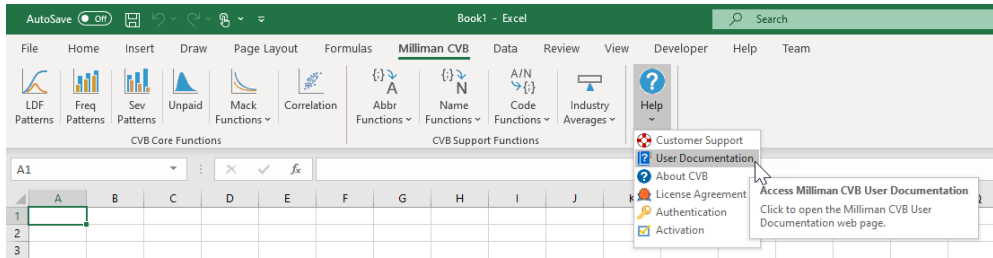 AutoSave Off Book1 - Excel Search
File Home Insert Draw Page Layout Formulas Milliman CVB Data Review View Developer Help Team
LDF Patterns
Freq Patterns
Sev Patterns
Unpaid
Mack Functions
Correlation
{;} A Abbr Functions
{;} N Name Functions
A/N {;} Code Functions
Industry Averages
? Help
CVB Core Functions
CVB Support Functions
Customer Support
User Documentation
About CVB
License Agreement
Authentication
Activation
Access Milliman CVB User Documentation
Click to open the Milliman CVB User
Documentation web page.
A1 fx
A B C D E F G H I J K
1
2
3